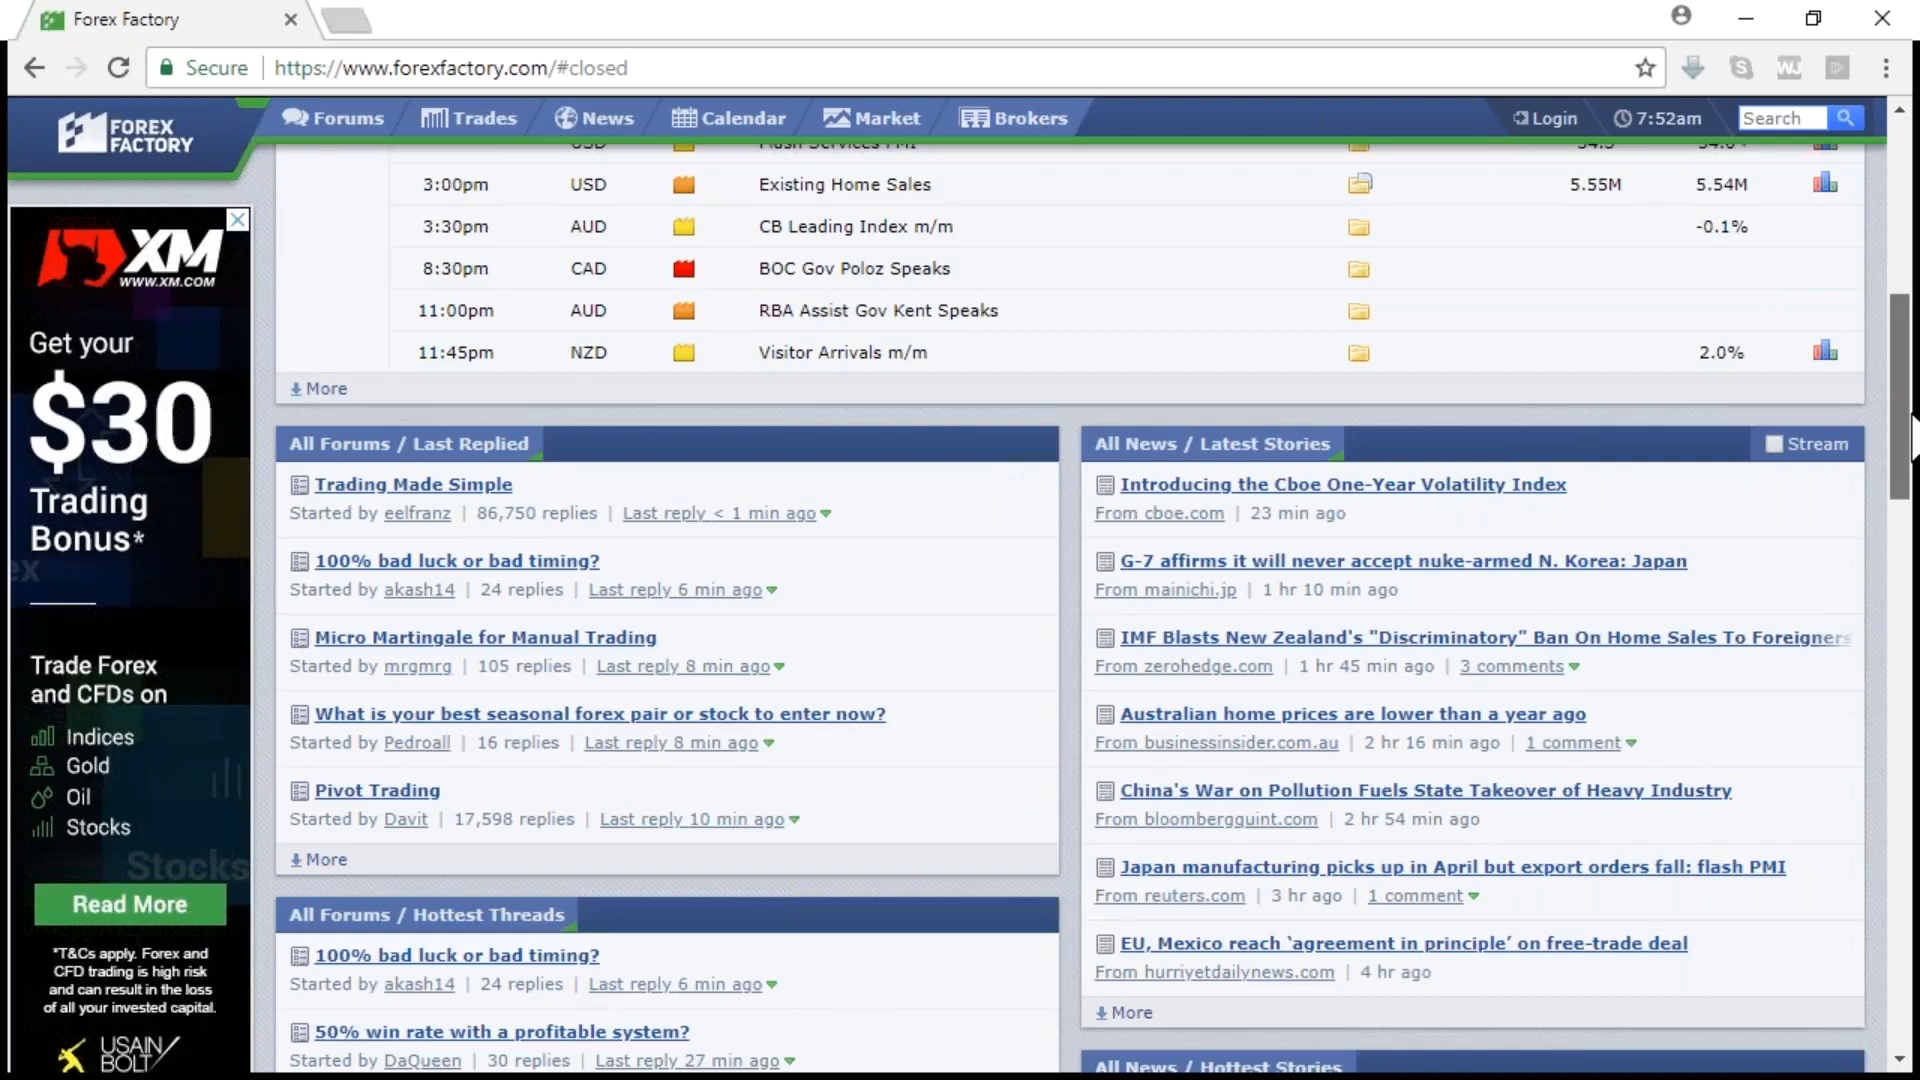 Forex Factory
Secure
https://www.forexfactory.com/#closed
FOREX FACTORY
Forums
Trades
News
Calendar
Market
Brokers
Login
7:52am
Search
USD Flash Services PMI
3:00pm USD Existing Home Sales 5.55M 5.54M
3:30pm AUD CB Leading Index m/m -0.1%
8:30pm CAD BOC Gov Poloz Speaks
11:00pm AUD RBA Assist Gov Kent Speaks
11:45pm NZD Visitor Arrivals m/m 2.0%
More
XM
WWW.XM.COM
Get your
$30
Trading
Bonus*
Trade Forex
and CFDs on
Indices
Gold
Oil
Stocks
Stocks
Read More
*T&Cs apply. Forex and
CFD trading is high risk
and can result in the loss
of all your invested capital.
USAIN
BOLT
All Forums / Last Replied
Trading Made Simple
Started by eelfranz | 86,750 replies | Last reply < 1 min ago
100% bad luck or bad timing?
Started by akash14 | 24 replies | Last reply 6 min ago
Micro Martingale for Manual Trading
Started by mrgmrg | 105 replies | Last reply 8 min ago
What is your best seasonal forex pair or stock to enter now?
Started by Pedroall | 16 replies | Last reply 8 min ago
Pivot Trading
Started by Davit | 17,598 replies | Last reply 10 min ago
More
All Forums / Hottest Threads
100% bad luck or bad timing?
Started by akash14 | 24 replies | Last reply 6 min ago
50% win rate with a profitable system?
Started by DaQueen | 30 replies | Last reply 27 min ago
All News / Latest Stories
Stream
Introducing the Cboe One-Year Volatility Index
From cboe.com | 23 min ago
G-7 affirms it will never accept nuke-armed N. Korea: Japan
From mainichi.jp | 1 hr 10 min ago
IMF Blasts New Zealand's "Discriminatory" Ban On Home Sales To Foreigners
From zerohedge.com | 1 hr 45 min ago | 3 comments
Australian home prices are lower than a year ago
From businessinsider.com.au | 2 hr 16 min ago | 1 comment
China's War on Pollution Fuels State Takeover of Heavy Industry
From bloombergquint.com | 2 hr 54 min ago
Japan manufacturing picks up in April but export orders fall: flash PMI
From reuters.com | 3 hr ago | 1 comment
EU, Mexico reach ‘agreement in principle’ on free-trade deal
From hurriyetdailynews.com | 4 hr ago
More
All News / Hottest Stories